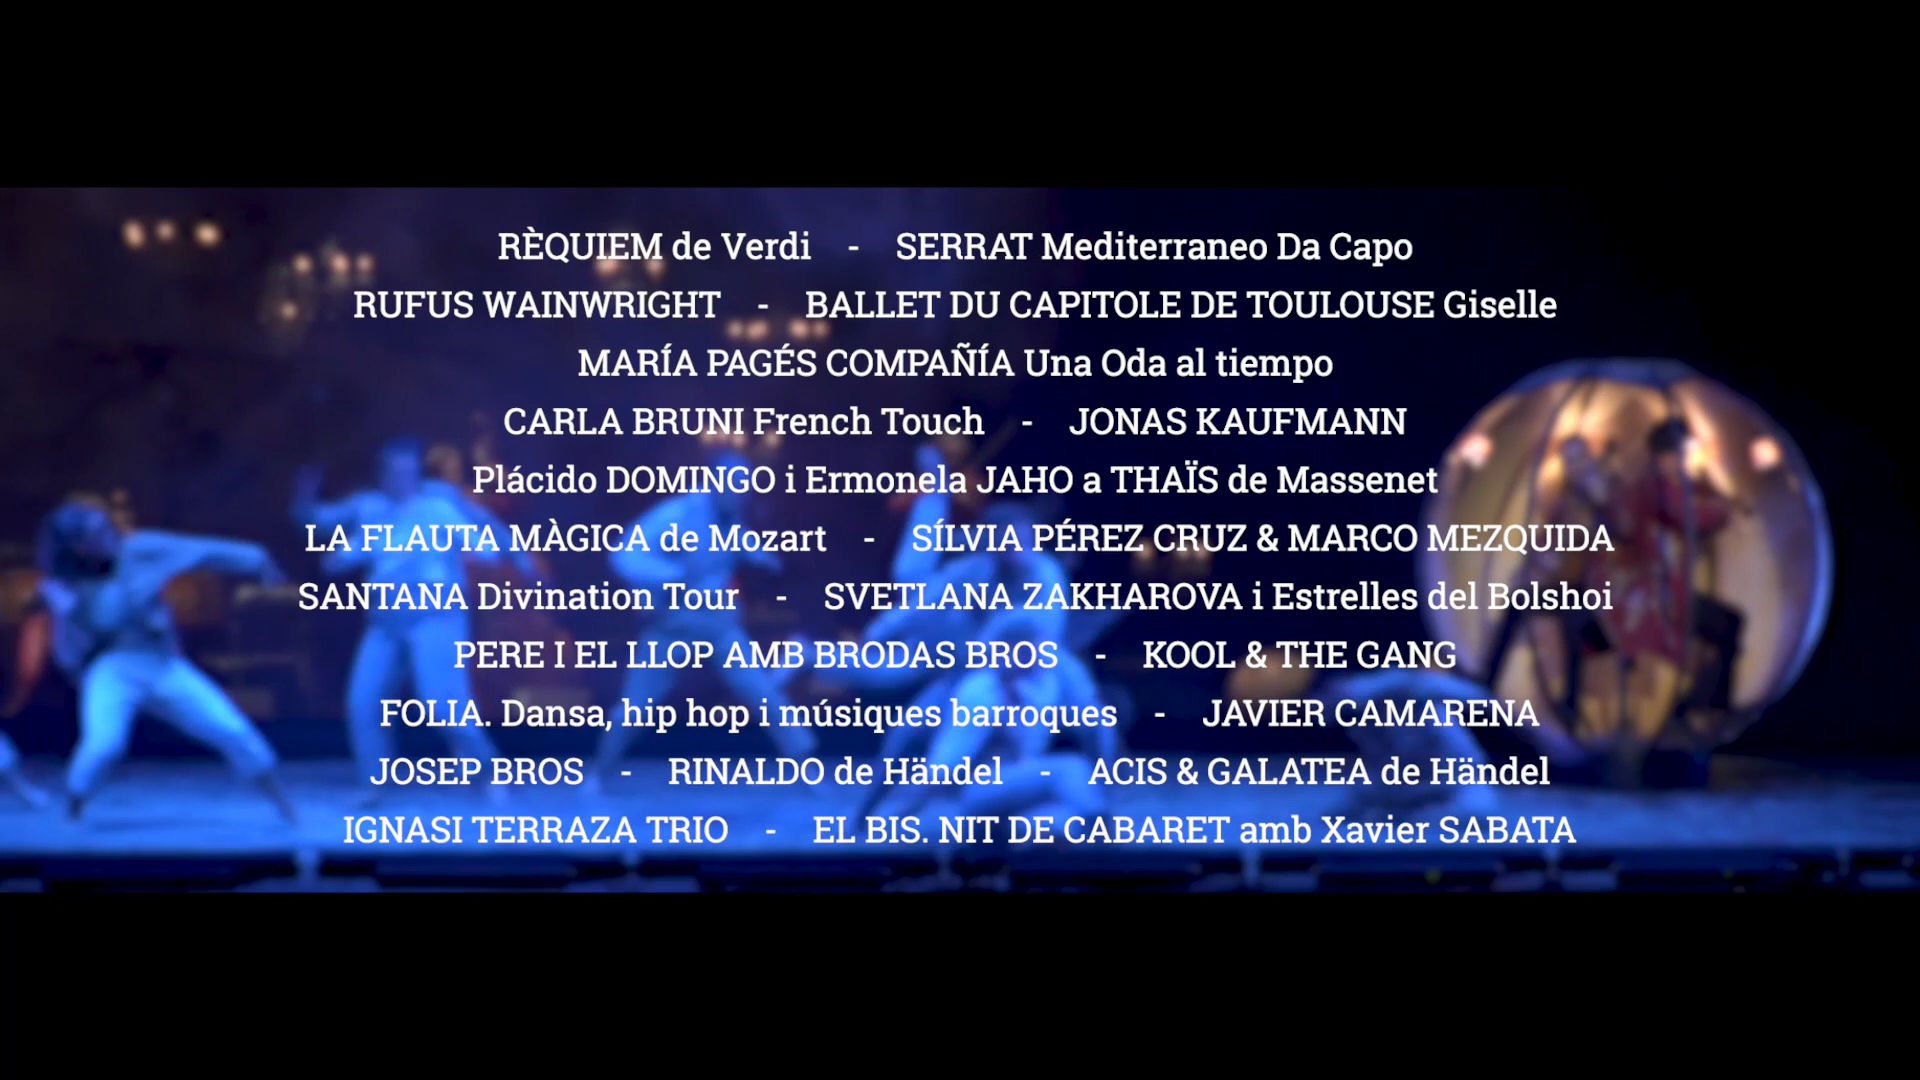 RÈQUIEM de Verdi - SERRAT Mediterraneo Da Capo
RUFUS WAINWRIGHT - BALLET DU CAPITOLE DE TOULOUSE Giselle
MARÍA PAGÉS COMPAÑÍA Una Oda al tiempo
CARLA BRUNI French Touch - JONAS KAUFMANN
Plácido DOMINGO i Ermonela JAHO a THAÏS de Massenet
LA FLAUTA MÀGICA de Mozart - SÍLVIA PÉREZ CRUZ & MARCO MEZQUIDA
SANTANA Divination Tour - SVETLANA ZAKHAROVA i Estrelles del Bolshoi
PERE I EL LLOP AMB BRODAS BROS - KOOL & THE GANG
FOLIA. Dansa, hip hop i músiques barroques - JAVIER CAMARENA
JOSEP BROS - RINALDO de Händel - ACIS & GALATEA de Händel
IGNASI TERRAZA TRIO - EL BIS. NIT DE CABARET amb Xavier SABATA